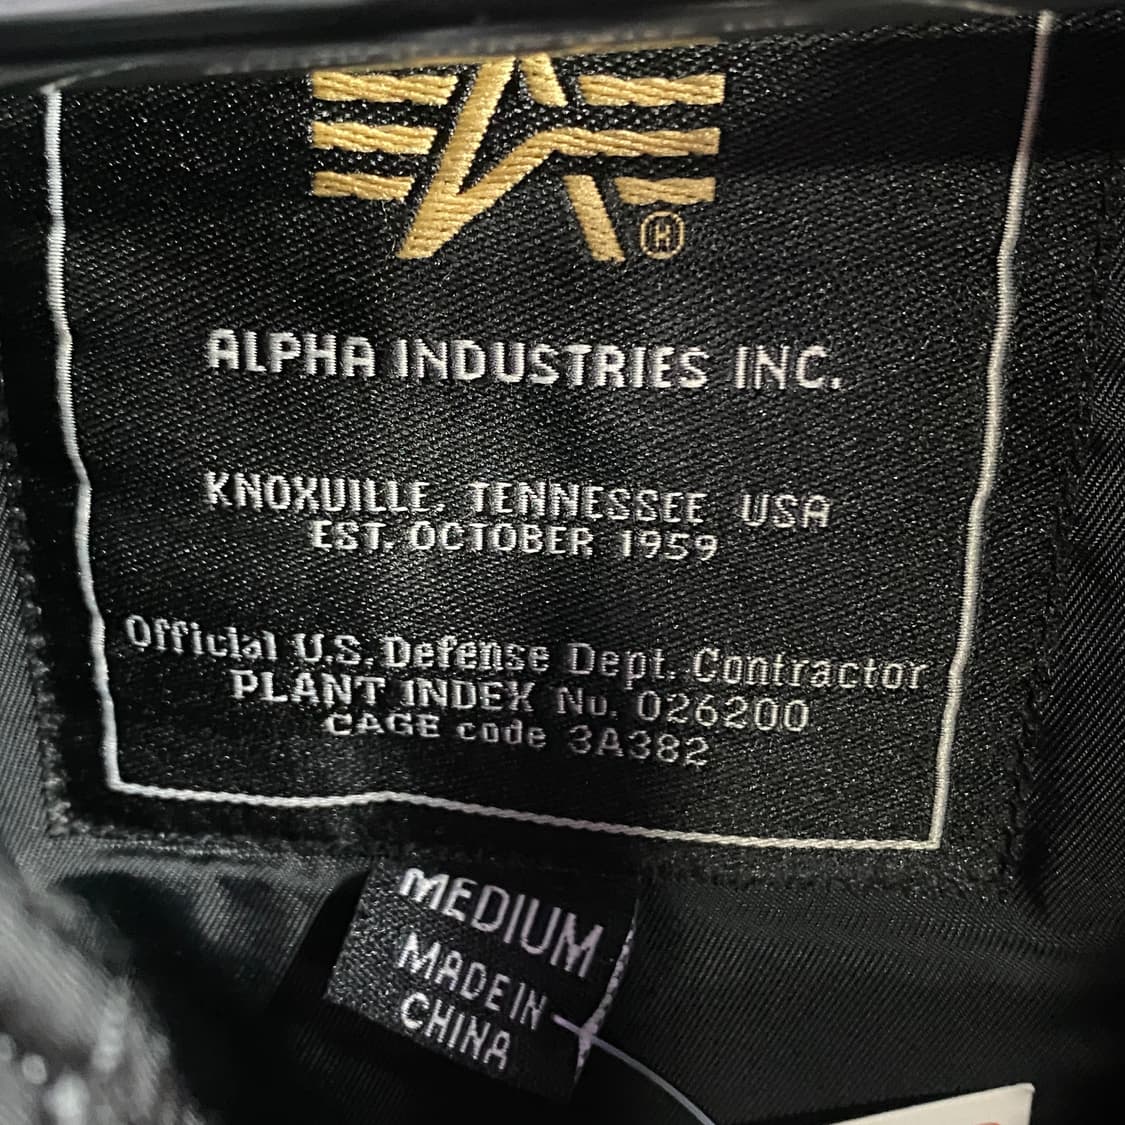 ®
ALPHA INDUSTRIES INC.
KNOXVILLE, TENNESSEE USA
EST. OCTOBER 1959
Official U.S. Defense Dept. Contractor
PLANT INDEX No. 026200
CAGE code 3A382
MEDIUM
MADE IN
CHINA